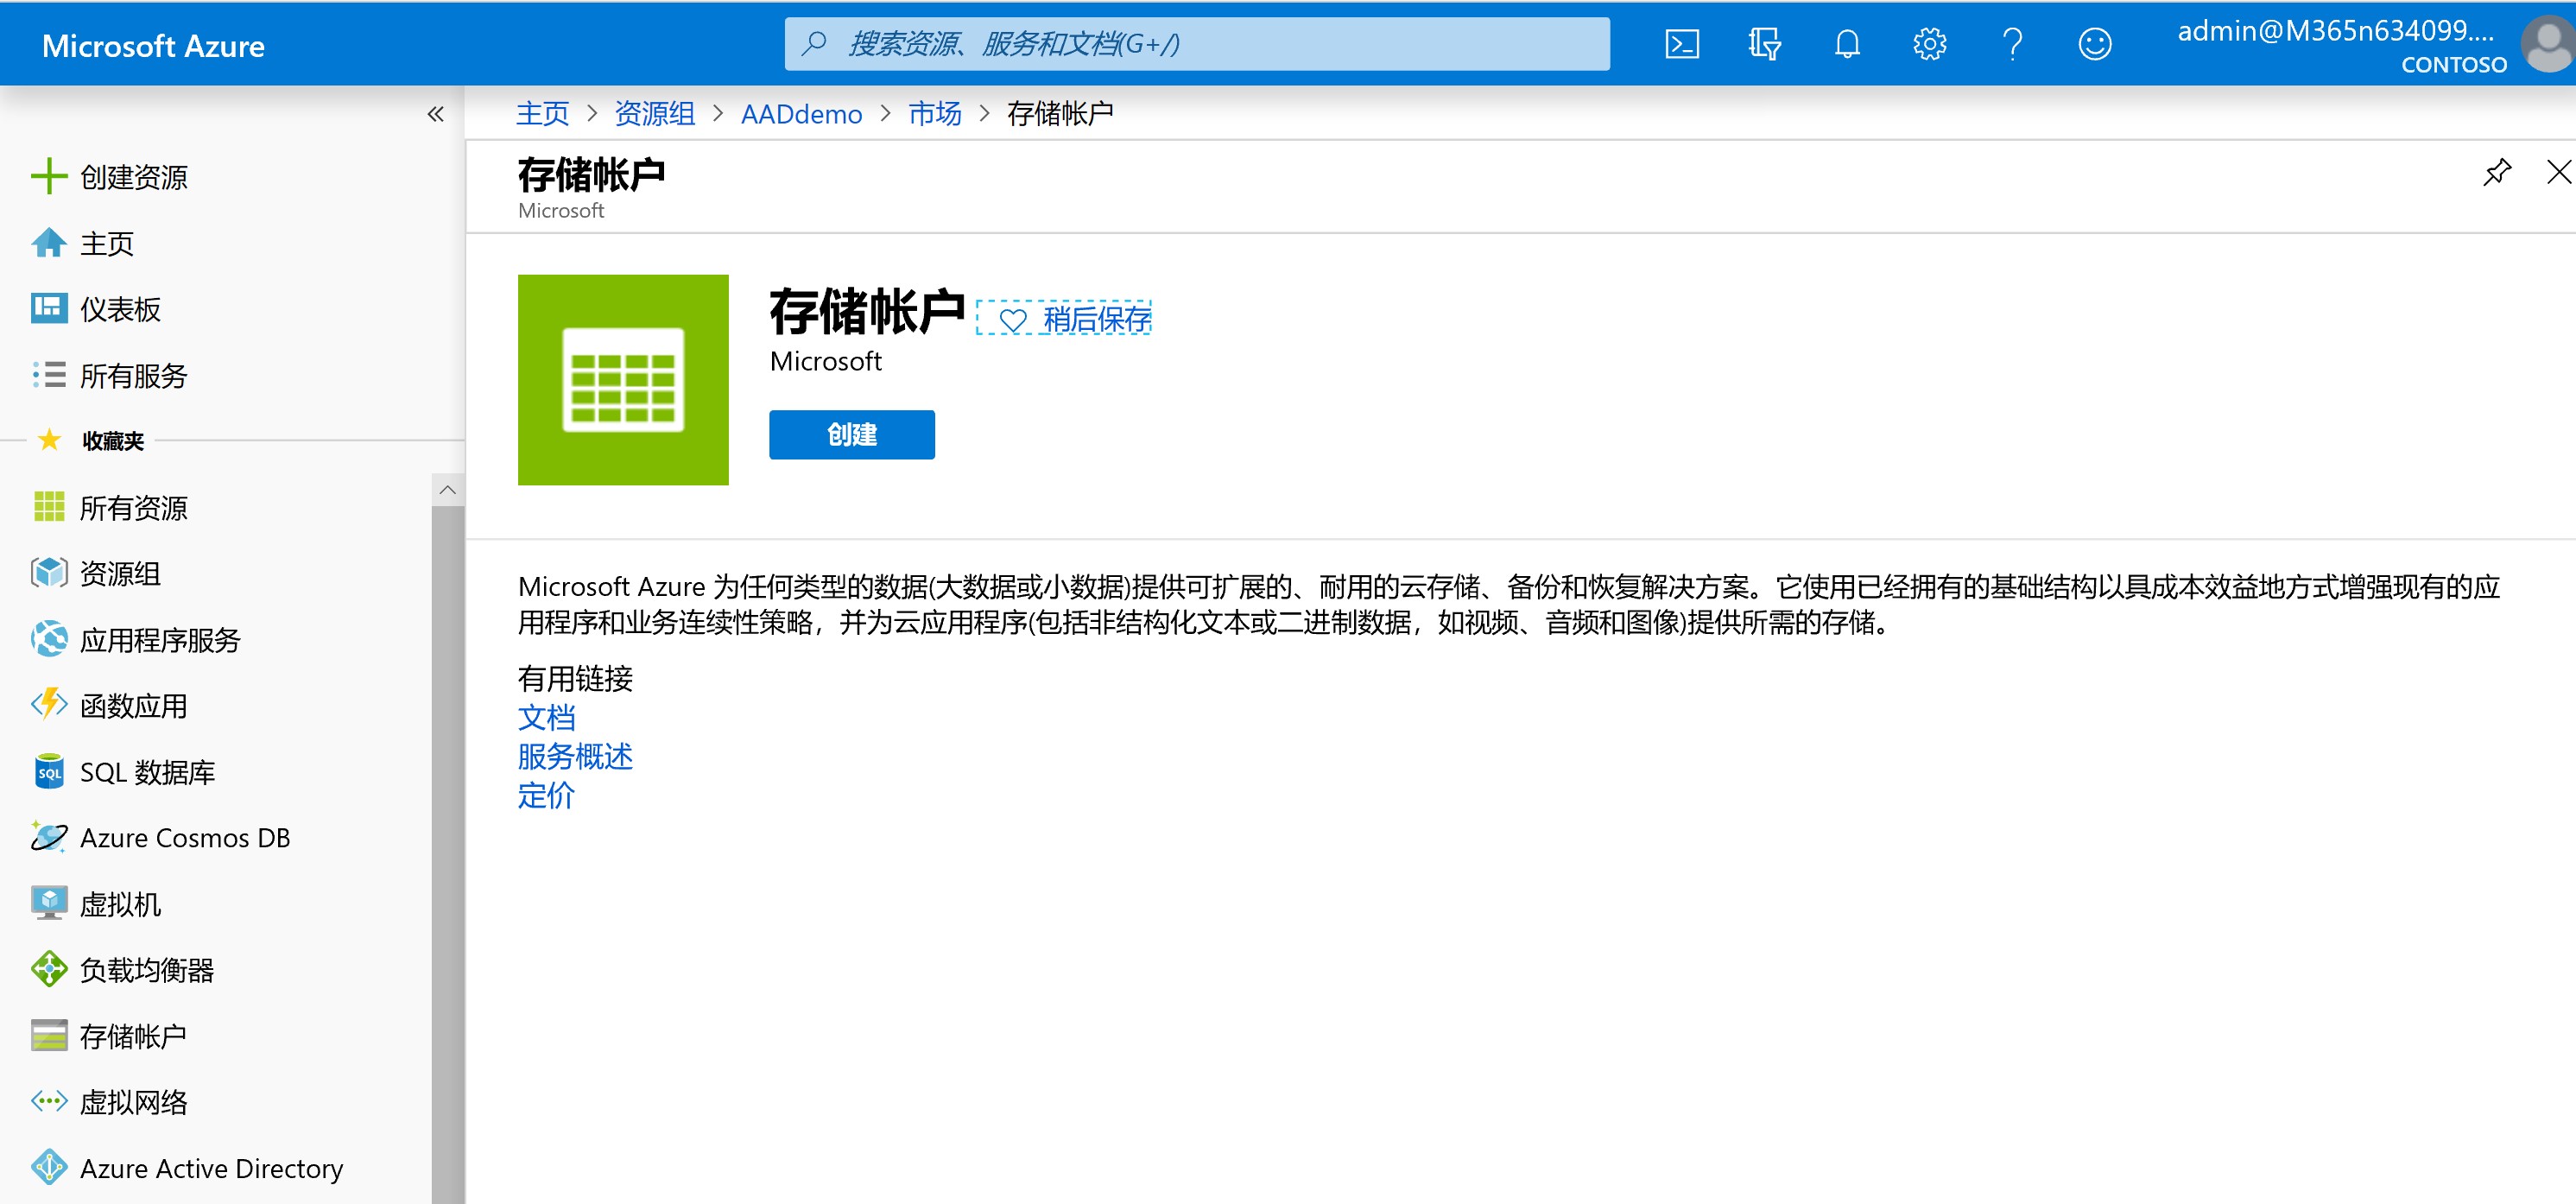 Microsoft Azure
搜索资源、服务和文档(G+/)
admin@M365n634099....
CONTOSO
主页 > 资源组 > AADdemo > 市场 > 存储帐户
创建资源
主页
仪表板
所有服务
收藏夹
所有资源
资源组
应用程序服务
函数应用
SQL 数据库
Azure Cosmos DB
虚拟机
负载均衡器
存储帐户
虚拟网络
Azure Active Directory
存储帐户
Microsoft
存储帐户 稍后保存
Microsoft
创建
Microsoft Azure 为任何类型的数据(大数据或小数据)提供可扩展的、耐用的云存储、备份和恢复解决方案。它使用已经拥有的基础结构以具成本效益地方式增强现有的应
用程序和业务连续性策略，并为云应用程序(包括非结构化文本或二进制数据，如视频、音频和图像)提供所需的存储。
有用链接
文档
服务概述
定价